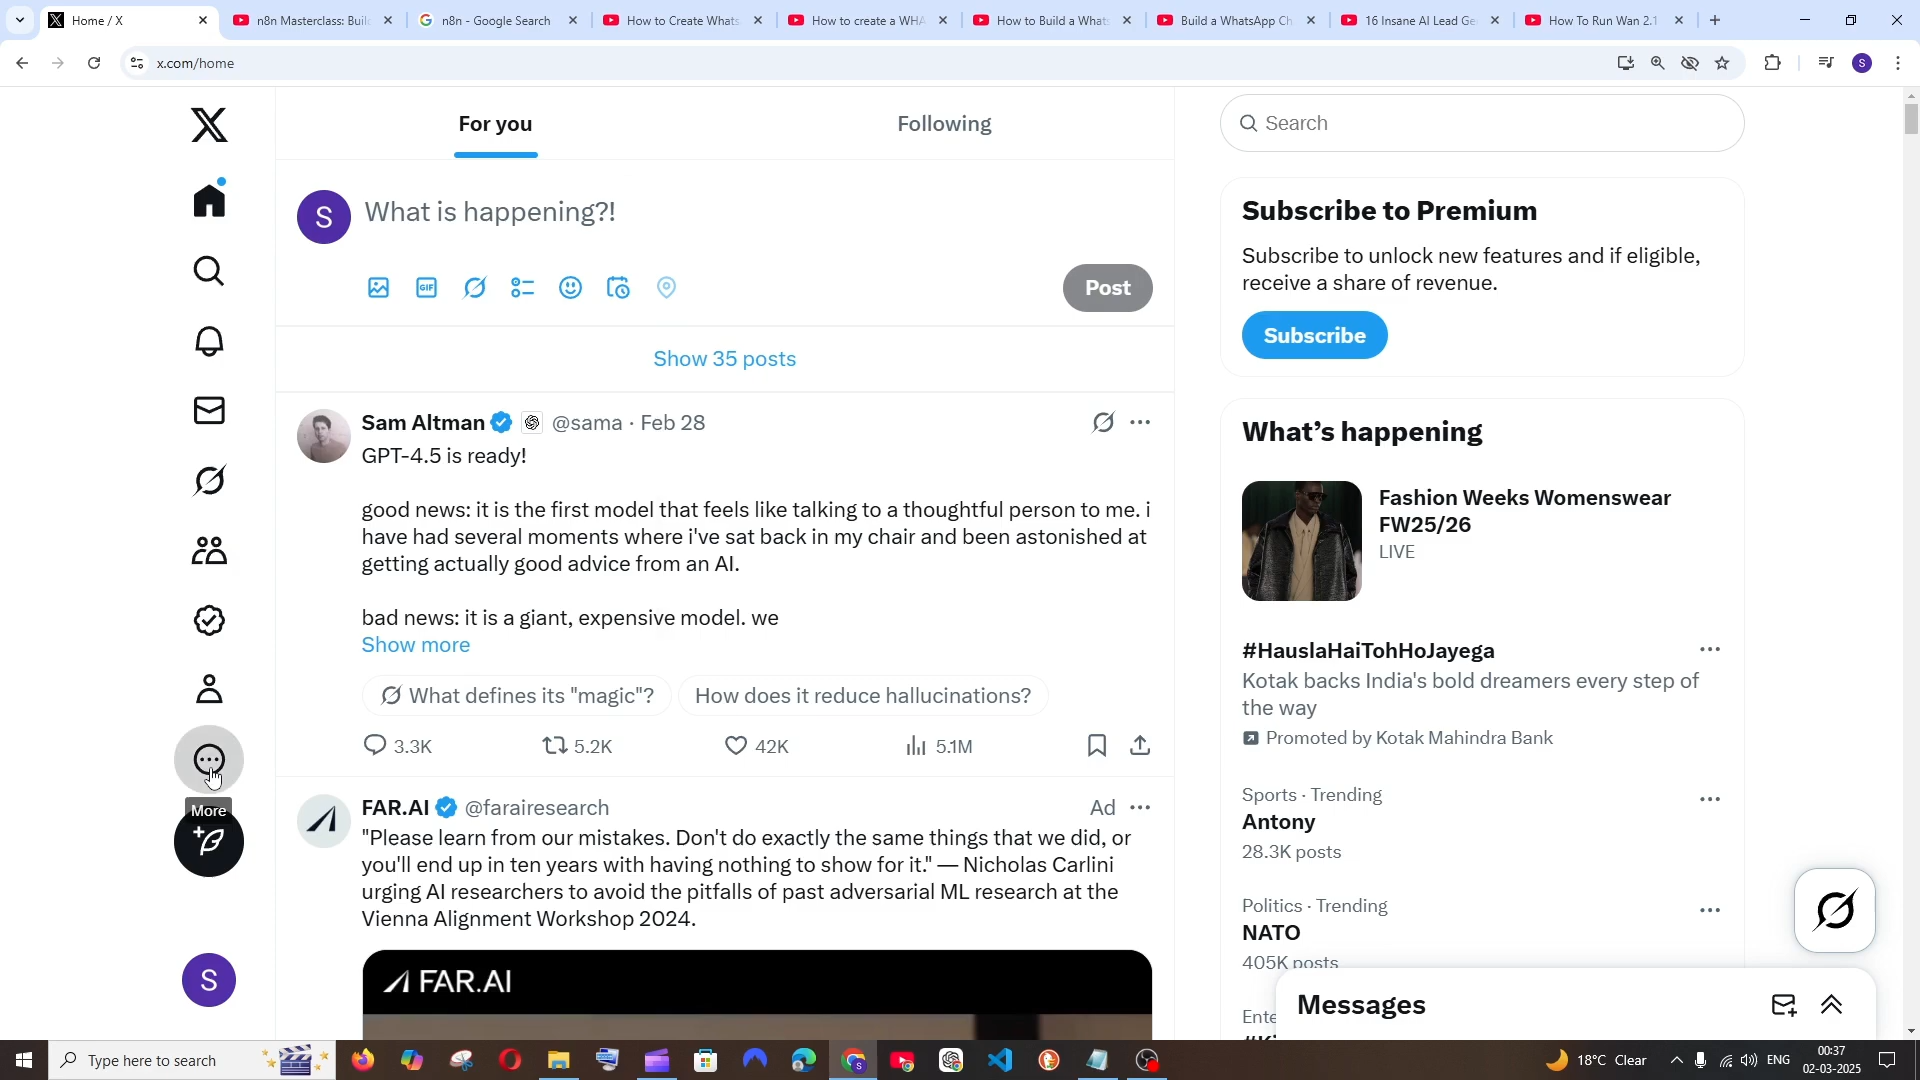 Home / X
n8n Masterclass: Buil
n8n - Google Search
How to Create Whats
How to create a WHA
How to Build a Whats
Build a WhatsApp Ch
16 Insane AI Lead Ge
How To Run Wan 2.1
x.com/home
S
For you
Following
Search
S
What is happening?!
GIF
Post
Show 35 posts
Subscribe to Premium
Subscribe to unlock new features and if eligible,
receive a share of revenue.
Subscribe
Sam Altman @sama · Feb 28
GPT-4.5 is ready!
good news: it is the first model that feels like talking to a thoughtful person to me. i
have had several moments where i've sat back in my chair and been astonished at
getting actually good advice from an AI.
bad news: it is a giant, expensive model. we
Show more
What defines its "magic"?
How does it reduce hallucinations?
3.3K
5.2K
42K
5.1M
What's happening
Fashion Weeks Womenswear
FW25/26
LIVE
#HauslaHaiTohHoJayega
Kotak backs India's bold dreamers every step of
the way
Promoted by Kotak Mahindra Bank
Sports · Trending
Antony
28.3K posts
Politics · Trending
NATO
405K posts
More
FAR.AI @farairesearch
Ad
"Please learn from our mistakes. Don't do exactly the same things that we did, or
you'll end up in ten years with having nothing to show for it." — Nicholas Carlini
urging AI researchers to avoid the pitfalls of past adversarial ML research at the
Vienna Alignment Workshop 2024.
FAR.AI
S
Messages
Type here to search
18°C Clear
ENG
00:37
02-03-2025